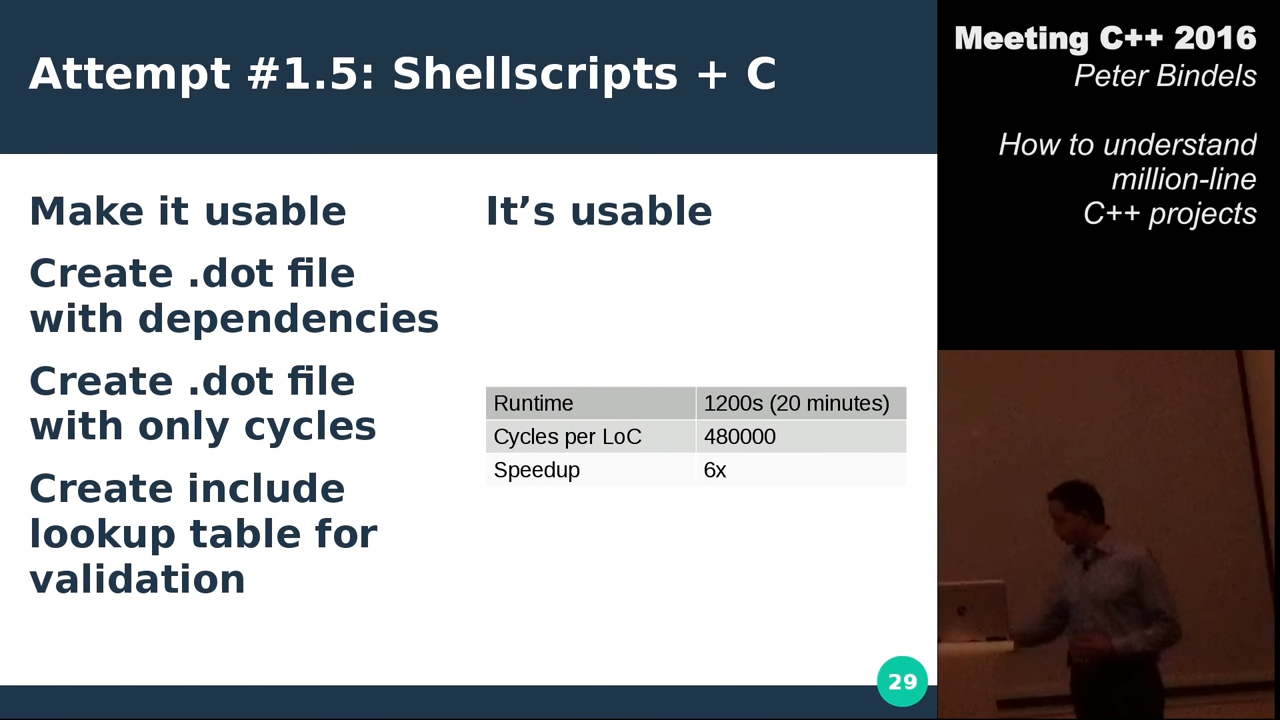 Attempt #1.5: Shellscripts + C
Make it usable
Create .dot file
with dependencies
Create .dot file
with only cycles
Create include
lookup table for
validation
It’s usable
Runtime 1200s (20 minutes)
Cycles per LoC 480000
Speedup 6x
29
Meeting C++ 2016
Peter Bindels
How to understand
million-line
C++ projects